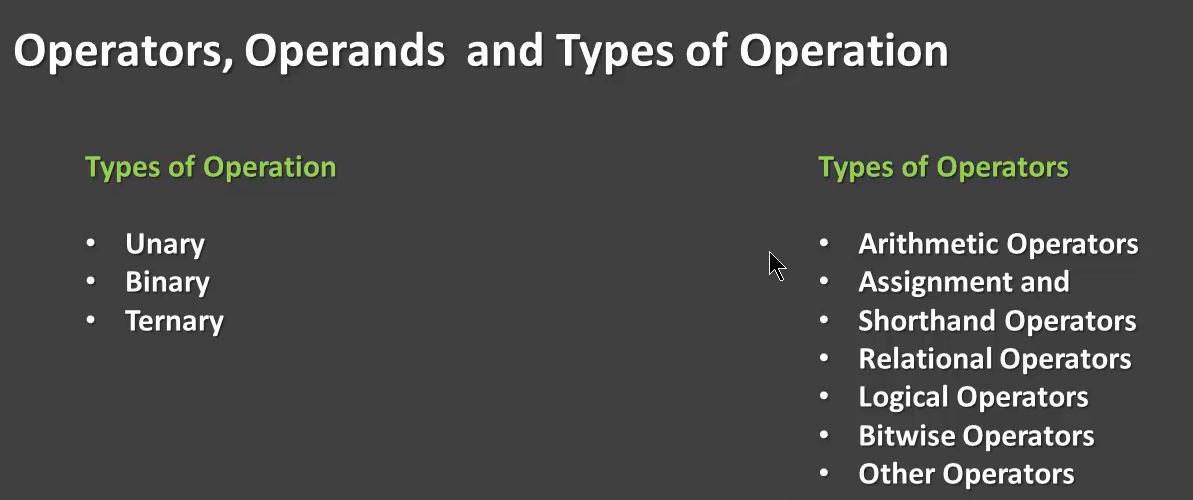 Operators, Operands and Types of Operation
Types of Operation
• Unary
• Binary
• Ternary
Types of Operators
• Arithmetic Operators
• Assignment and
• Shorthand Operators
• Relational Operators
• Logical Operators
• Bitwise Operators
• Other Operators